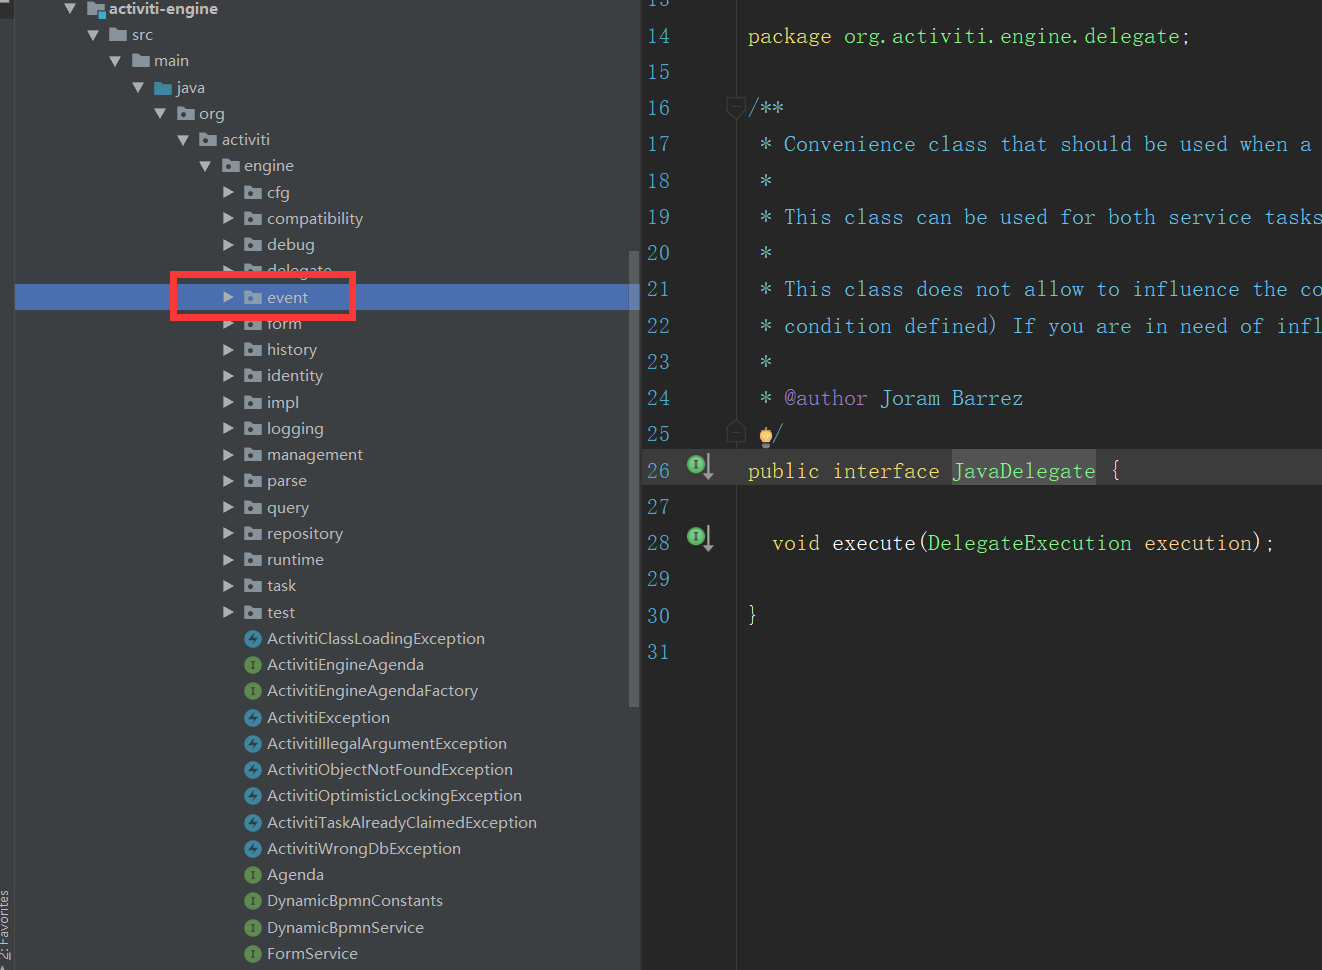 activiti-engine
src
main
java
org
activiti
engine
cfg
compatibility
debug
delegate
event
form
history
identity
impl
logging
management
parse
query
repository
runtime
task
test
ActivitiClassLoadingException
ActivitiEngineAgenda
ActivitiEngineAgendaFactory
ActivitiException
ActivitiIllegalArgumentException
ActivitiObjectNotFoundException
ActivitiOptimisticLockingException
ActivitiTaskAlreadyClaimedException
ActivitiWrongDbException
Agenda
DynamicBpmnConstants
DynamicBpmnService
FormService
2: Favorites
13
14 package org.activiti.engine.delegate;
15
16 /**
17 * Convenience class that should be used when a
18 *
19 * This class can be used for both service tasks
20 *
21 * This class does not allow to influence the co
22 * condition defined) If you are in need of infl
23 *
24 * @author Joram Barrez
25 */
26 public interface JavaDelegate {
27
28 void execute(DelegateExecution execution);
29
30 }
31